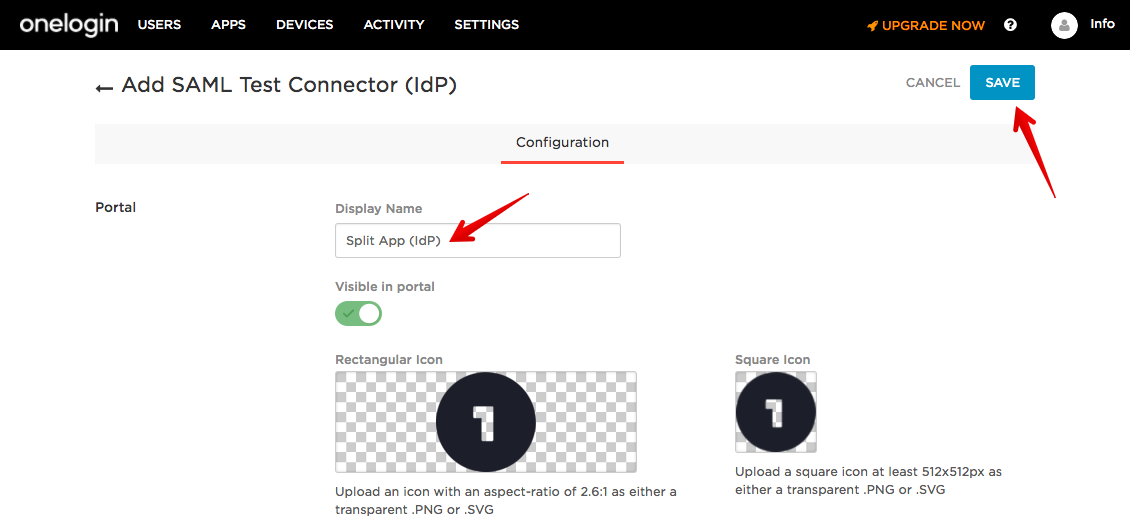 onelogin USERS APPS DEVICES ACTIVITY SETTINGS UPGRADE NOW ? Info
← Add SAML Test Connector (IdP) CANCEL SAVE
Configuration
Portal
Display Name
Split App (IdP)
Visible in portal
Rectangular Icon
1
Upload an icon with an aspect-ratio of 2.6:1 as either a
transparent .PNG or .SVG
Square Icon
1
Upload a square icon at least 512x512px as
either a transparent .PNG or .SVG